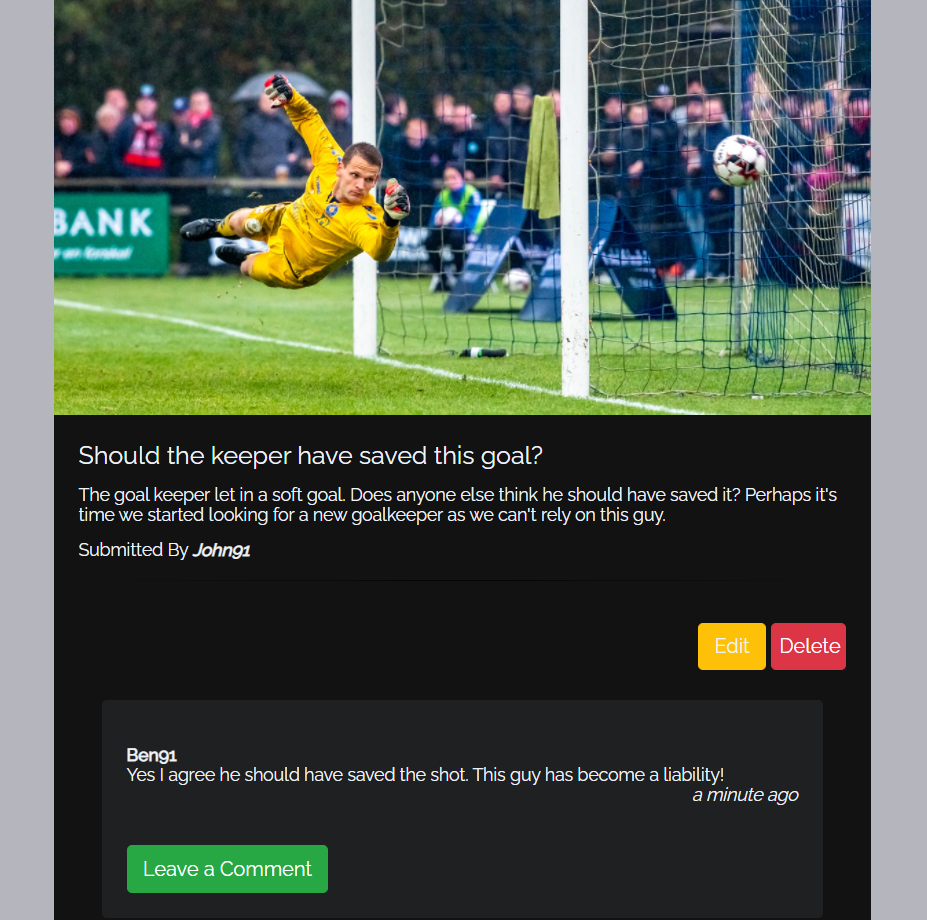 BANK
Should the keeper have saved this goal?
The goal keeper let in a soft goal. Does anyone else think he should have saved it? Perhaps it's
time we started looking for a new goalkeeper as we can't rely on this guy.
Submitted By John91
Edit Delete
Ben91
Yes I agree he should have saved the shot. This guy has become a liability!
a minute ago
Leave a Comment